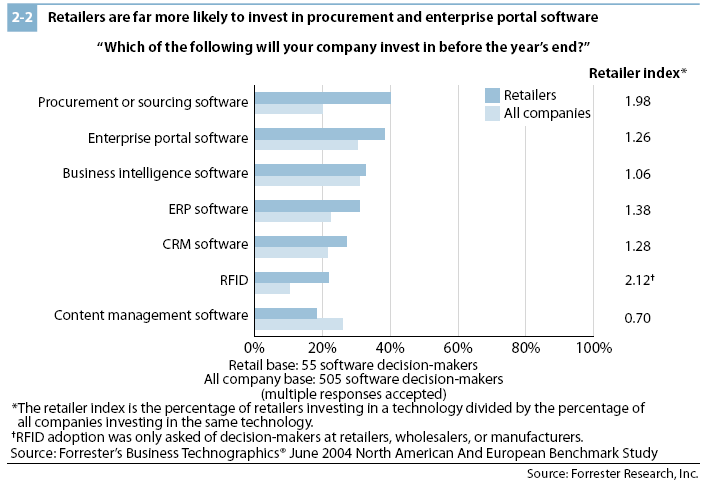 2-2 Retailers are far more likely to invest in procurement and enterprise portal software
“Which of the following will your company invest in before the year’s end?”
Retailer index*
Retailers
All companies
Procurement or sourcing software 1.98
Enterprise portal software 1.26
Business intelligence software 1.06
ERP software 1.38
CRM software 1.28
RFID 2.12†
Content management software 0.70
0% 20% 40% 60% 80% 100%
Retail base: 55 software decision-makers
All company base: 505 software decision-makers
(multiple responses accepted)
*The retailer index is the percentage of retailers investing in a technology divided by the percentage of
all companies investing in the same technology.
†RFID adoption was only asked of decision-makers at retailers, wholesalers, or manufacturers.
Source: Forrester’s Business Technographics® June 2004 North American And European Benchmark Study
Source: Forrester Research, Inc.